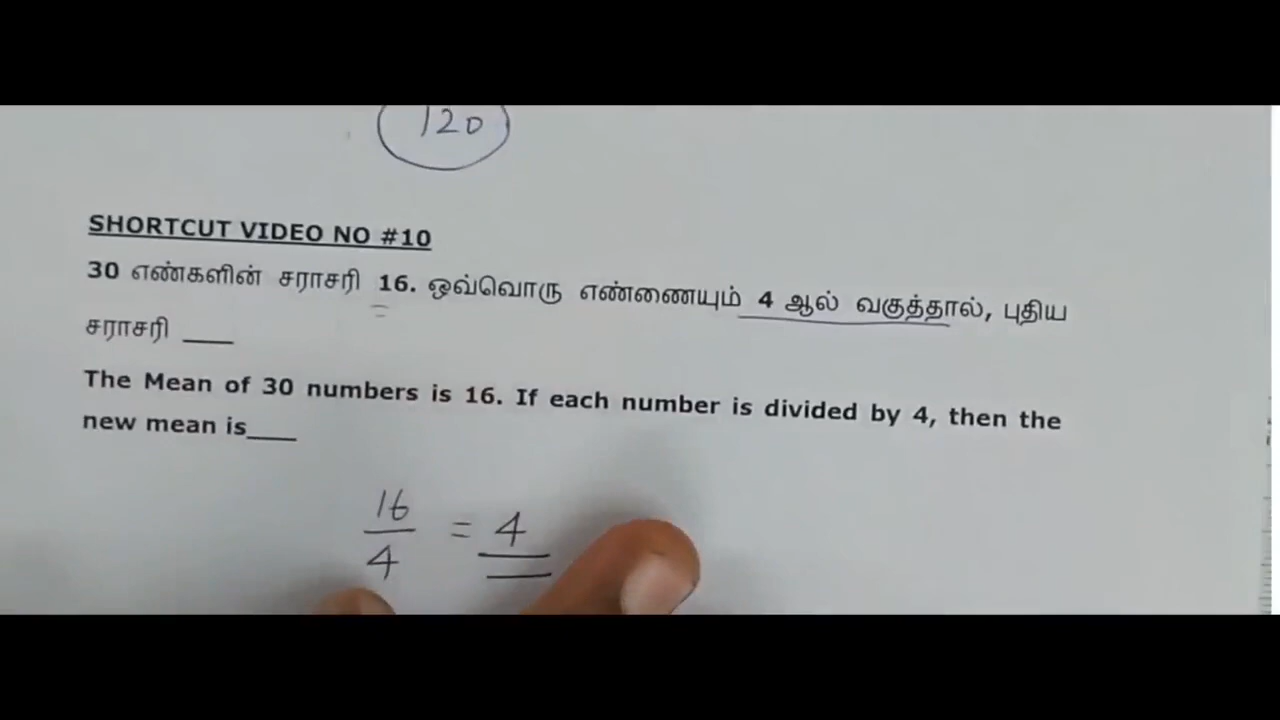 120
SHORTCUT VIDEO NO #10
30 எண்களின் சராசரி 16. ஒவ்வொரு எண்ணையும் 4 ஆல் வகுத்தால், புதிய
சராசரி ___
The Mean of 30 numbers is 16. If each number is divided by 4, then the
new mean is___
16
4
= 4